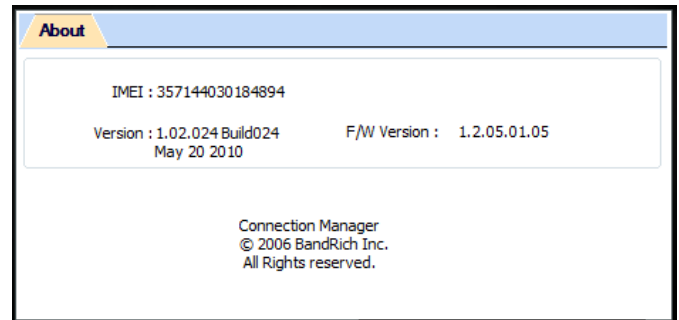 About
IMEI : 357144030184894
Version : 1.02.024 Build024 F/W Version : 1.2.05.01.05
May 20 2010
Connection Manager
© 2006 BandRich Inc.
All Rights reserved.